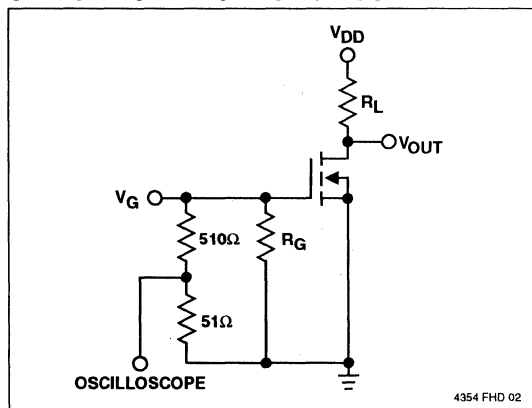 VDD
RL
VOUT
VG
510Ω
RG
51Ω
OSCILLOSCOPE
4354 FHD 02